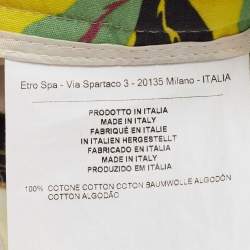 Etro Spa - Via Spartaco 3 - 20135 Milano - ITALIA
PRODOTTO IN ITALIA
MADE IN ITALY
FABRIQUÉ EN ITALIE
IN ITALIEN HERGESTELLT
FABRICADO EN ITALIA
MADE IN ITALY
PRODUZIDO EM ITÁLIA
100% COTONE COTTON COTON BAUMWOLLE ALGODÓN
COTTON ALGODÃO